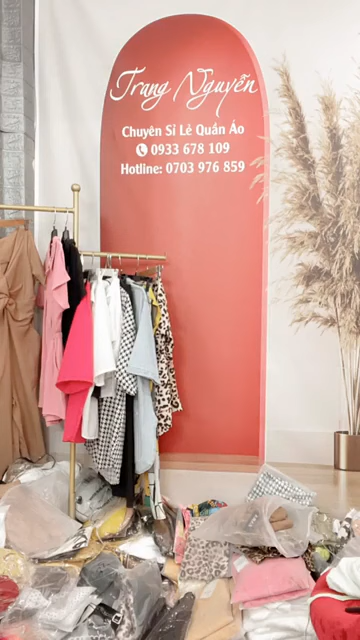 Trang Nguyễn
Chuyên Sỉ Lẻ Quần Áo
0933 678 109
Hotline: 0703 976 859